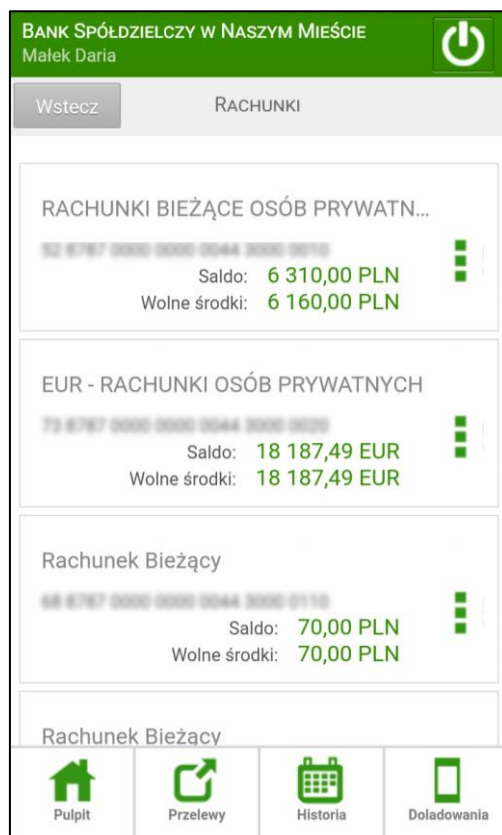 BANK SPÓŁDZIELCZY W NASZYM MIEŚCIE
Małek Daria
Wstecz RACHUNKI
RACHUNKI BIEŻĄCE OSÓB PRYWATN...
Saldo: 6 310,00 PLN
Wolne środki: 6 160,00 PLN
EUR - RACHUNKI OSÓB PRYWATNYCH
Saldo: 18 187,49 EUR
Wolne środki: 18 187,49 EUR
Rachunek Bieżący
Saldo: 70,00 PLN
Wolne środki: 70,00 PLN
Rachunek Bieżący
Pulpit Przelewy Historia Doladowania